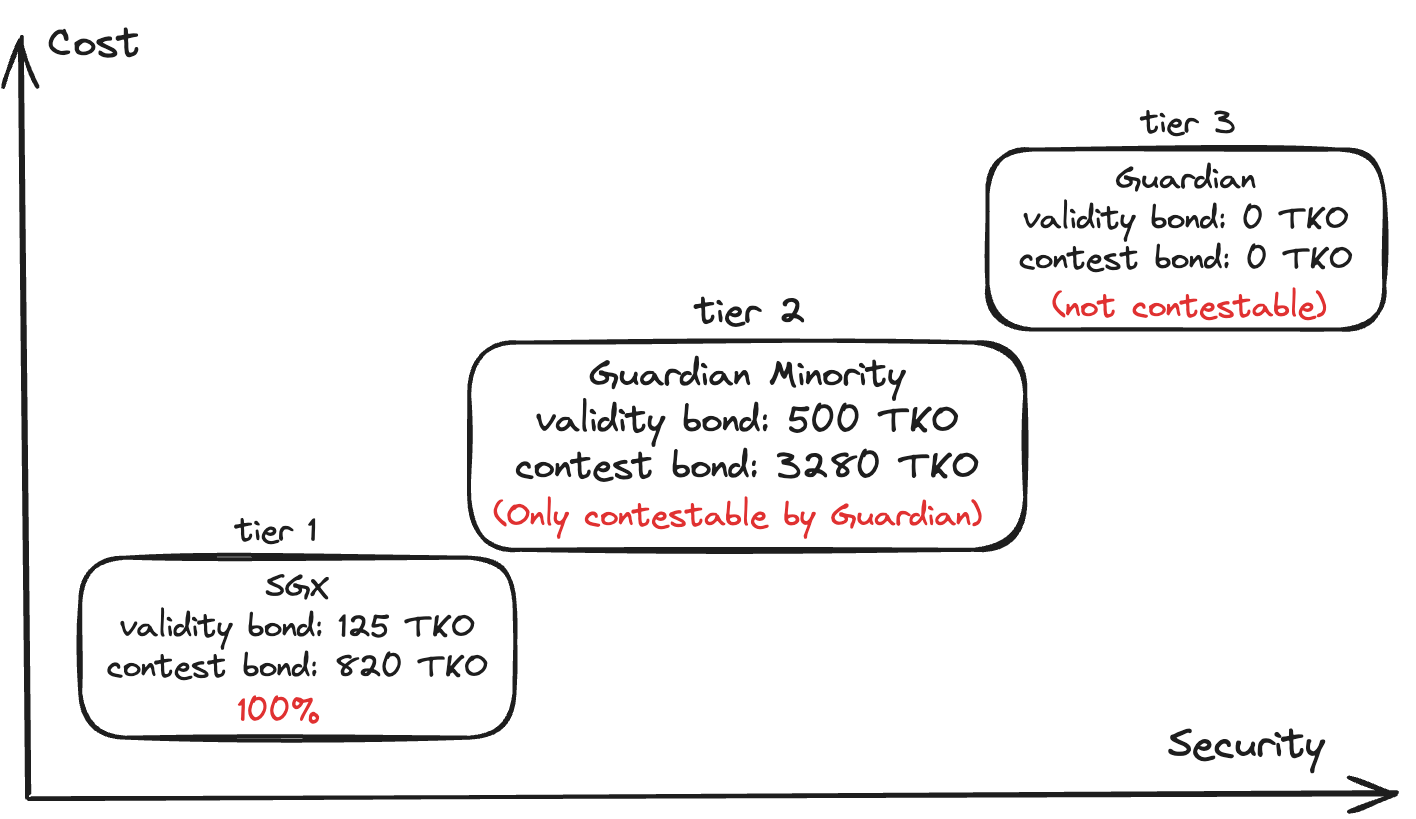 Cost
tier 3
Guardian
validity bond: 0 TKO
contest bond: 0 TKO
(not contestable)
tier 2
Guardian Minority
validity bond: 500 TKO
contest bond: 3280 TKO
(Only contestable by Guardian)
tier 1
SGX
validity bond: 125 TKO
contest bond: 820 TKO
100%
Security